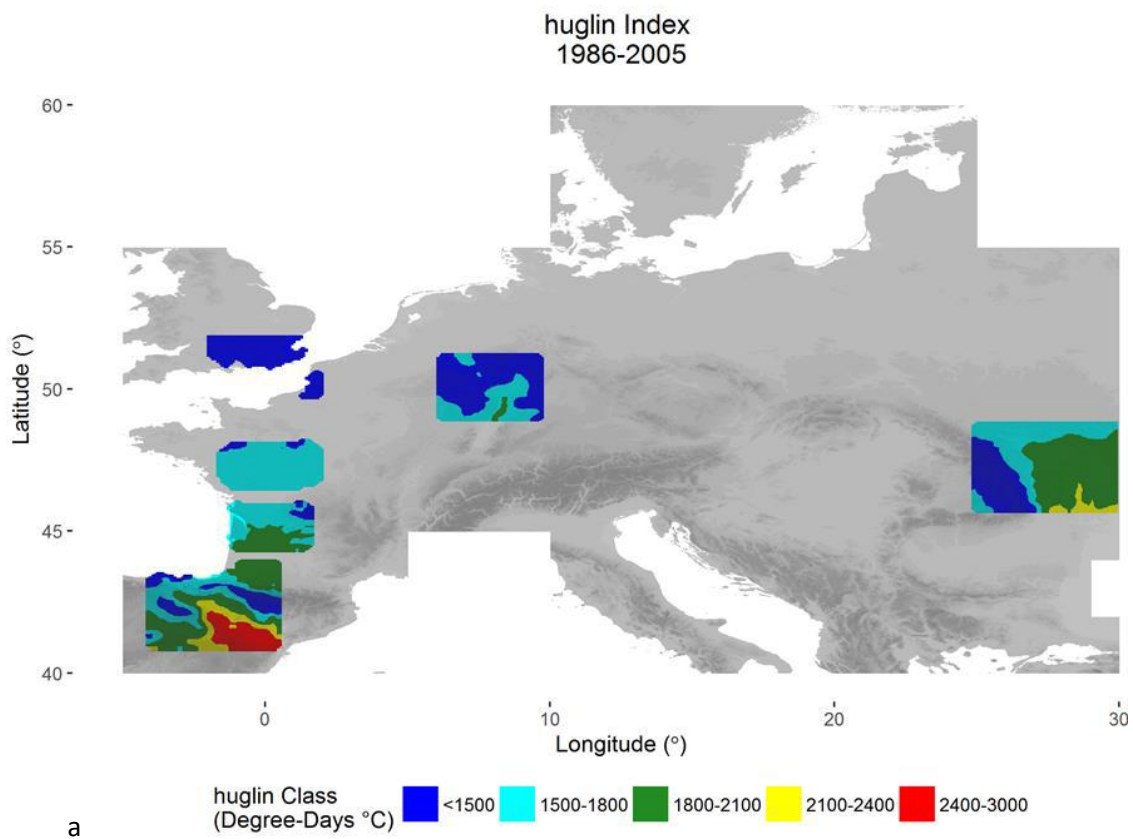 huglin Index
1986-2005
60
55
50
45
40
Latitude (°)
0 10 20 30
Longitude (°)
huglin Class
(Degree-Days °C)
<1500 1500-1800 1800-2100 2100-2400 2400-3000
a